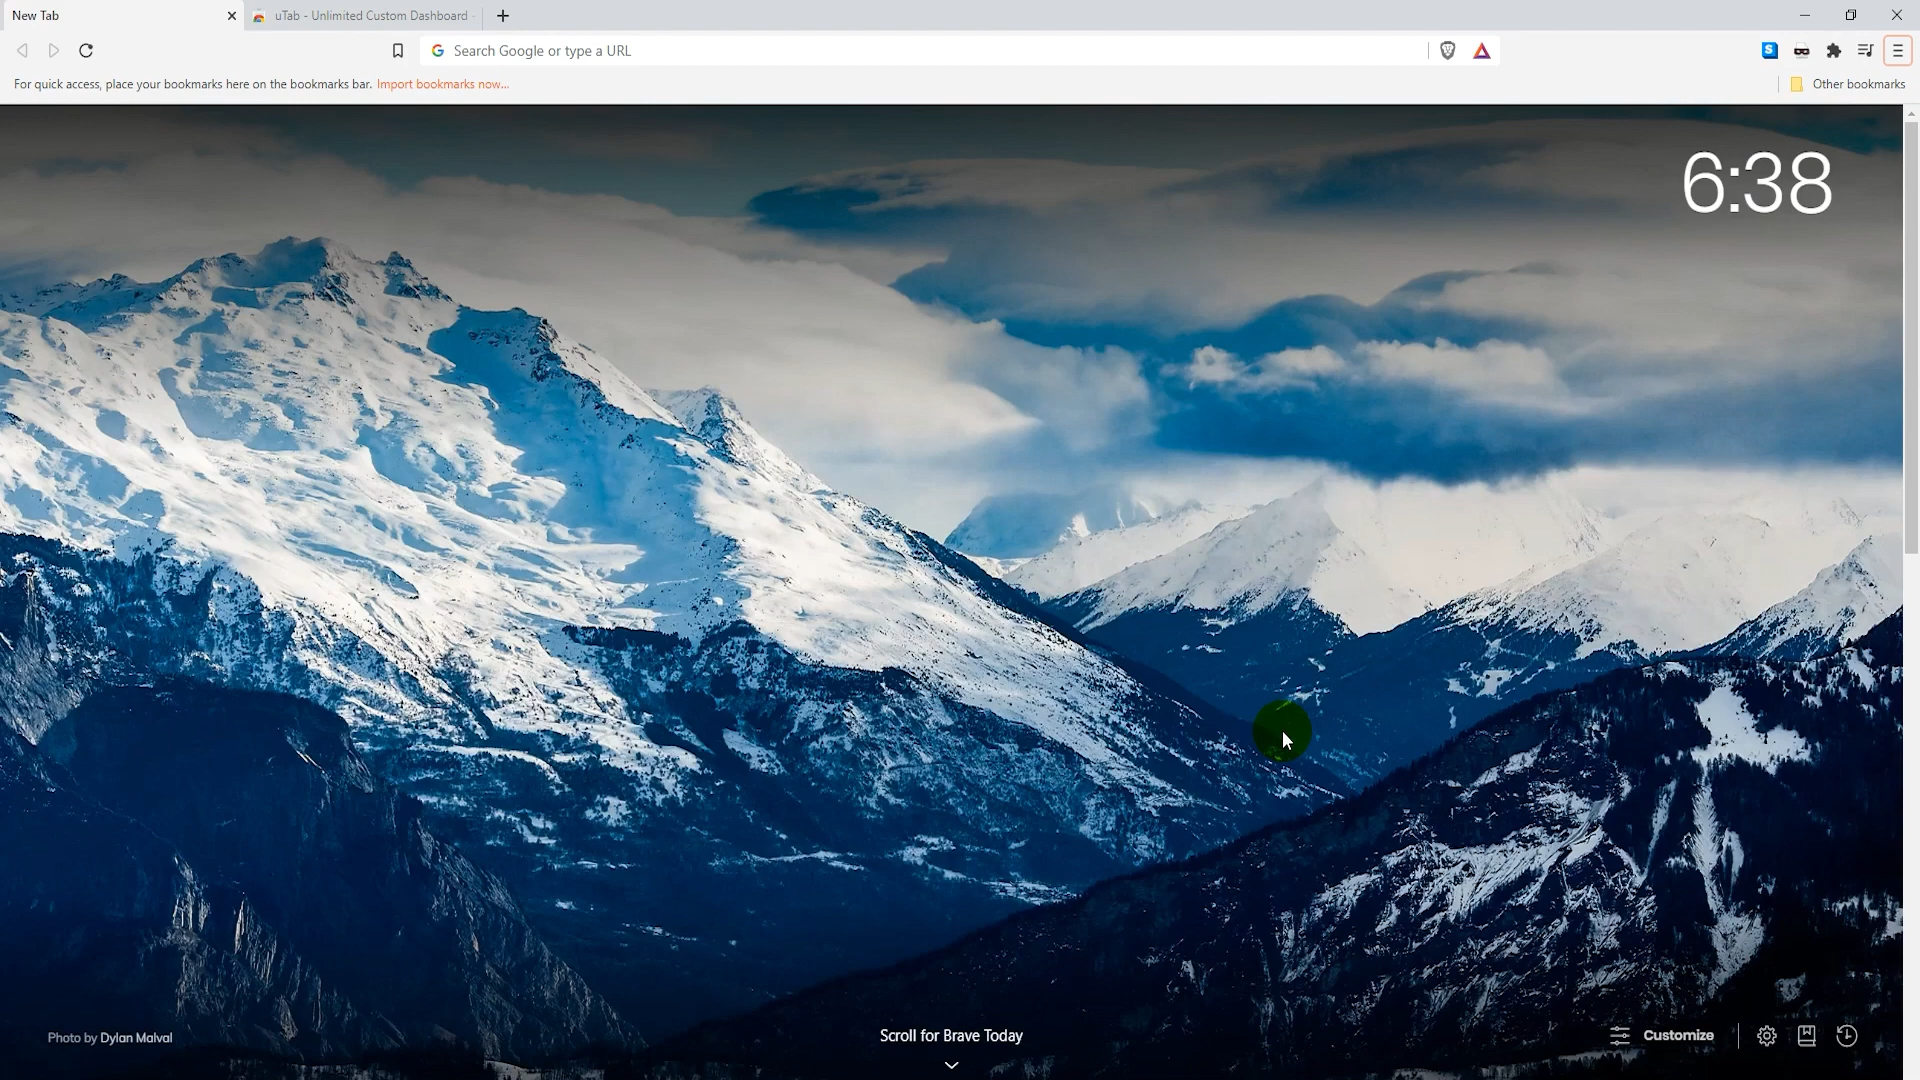 New Tab
uTab - Unlimited Custom Dashboard
Search Google or type a URL
For quick access, place your bookmarks here on the bookmarks bar. Import bookmarks now...
Other bookmarks
6:38
Photo by Dylan Malval
Scroll for Brave Today
Customize